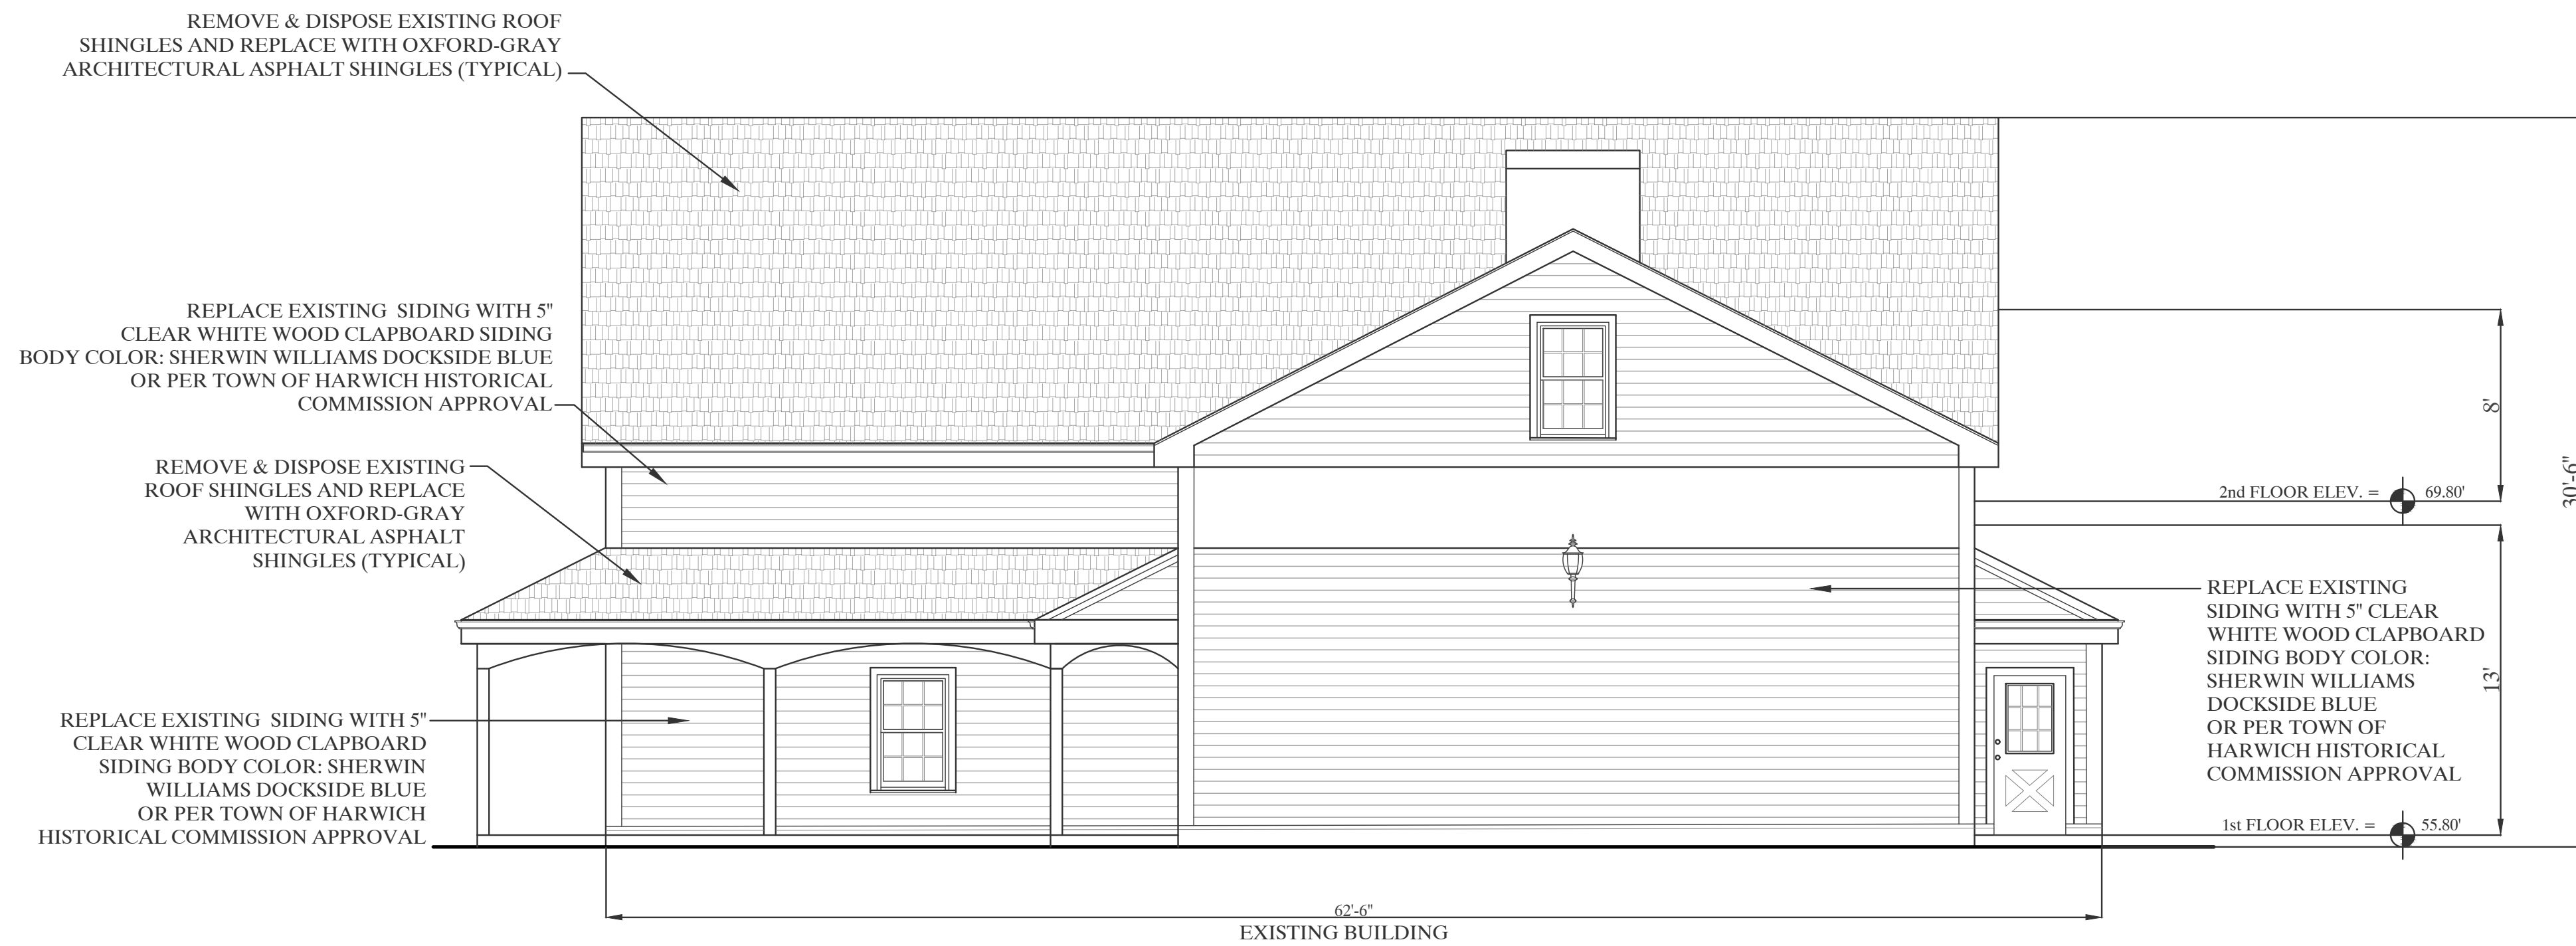 REMOVE & DISPOSE EXISTING ROOF
SHINGLES AND REPLACE WITH OXFORD-GRAY
ARCHITECTURAL ASPHALT SHINGLES (TYPICAL)
REPLACE EXISTING SIDING WITH 5"
CLEAR WHITE WOOD CLAPBOARD SIDING
BODY COLOR: SHERWIN WILLIAMS DOCKSIDE BLUE
OR PER TOWN OF HARWICH HISTORICAL
COMMISSION APPROVAL
REMOVE & DISPOSE EXISTING
ROOF SHINGLES AND REPLACE
WITH OXFORD-GRAY
ARCHITECTURAL ASPHALT
SHINGLES (TYPICAL)
REPLACE EXISTING SIDING WITH 5"
CLEAR WHITE WOOD CLAPBOARD
SIDING BODY COLOR: SHERWIN
WILLIAMS DOCKSIDE BLUE
OR PER TOWN OF HARWICH
HISTORICAL COMMISSION APPROVAL
8'
30'-6"
2nd FLOOR ELEV. = 69.80'
REPLACE EXISTING
SIDING WITH 5" CLEAR
WHITE WOOD CLAPBOARD
SIDING BODY COLOR:
SHERWIN WILLIAMS
DOCKSIDE BLUE
OR PER TOWN OF
HARWICH HISTORICAL
COMMISSION APPROVAL
13'
1st FLOOR ELEV. = 55.80'
62'-6"
EXISTING BUILDING